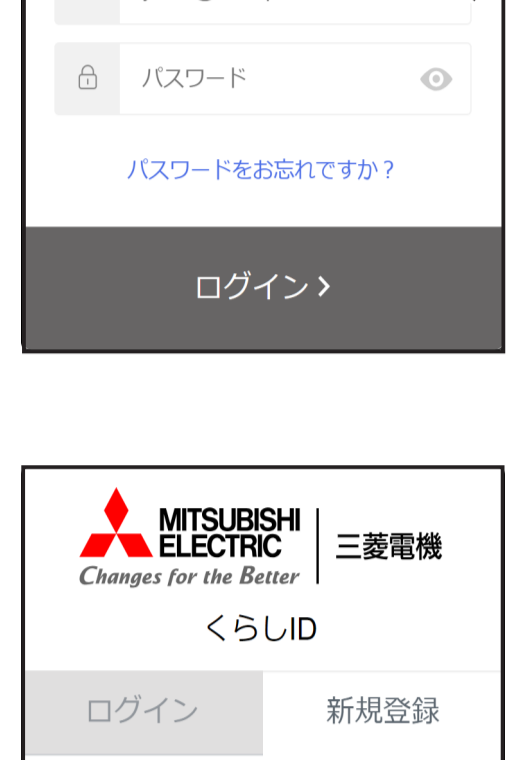 パスワード
パスワードをお忘れですか？
ログイン
MITSUBISHI
ELECTRIC
Changes for the Better
三菱電機
くらしID
ログイン
新規登録